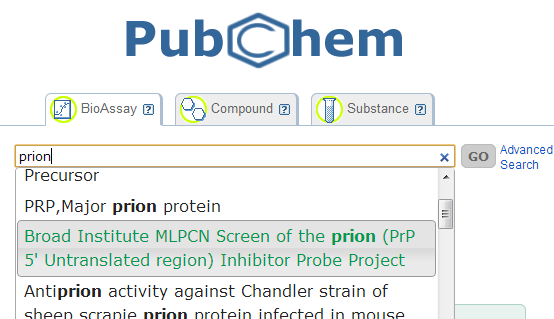 PubChem
BioAssay ? Compound ? Substance ?
prion × GO Advanced
Search
Precursor
PRP,Major prion protein
Broad Institute MLPCN Screen of the prion (PrP
5' Untranslated region) Inhibitor Probe Project
Antiprion activity against Chandler strain of
sheep scrapie prion protein infected in mouse